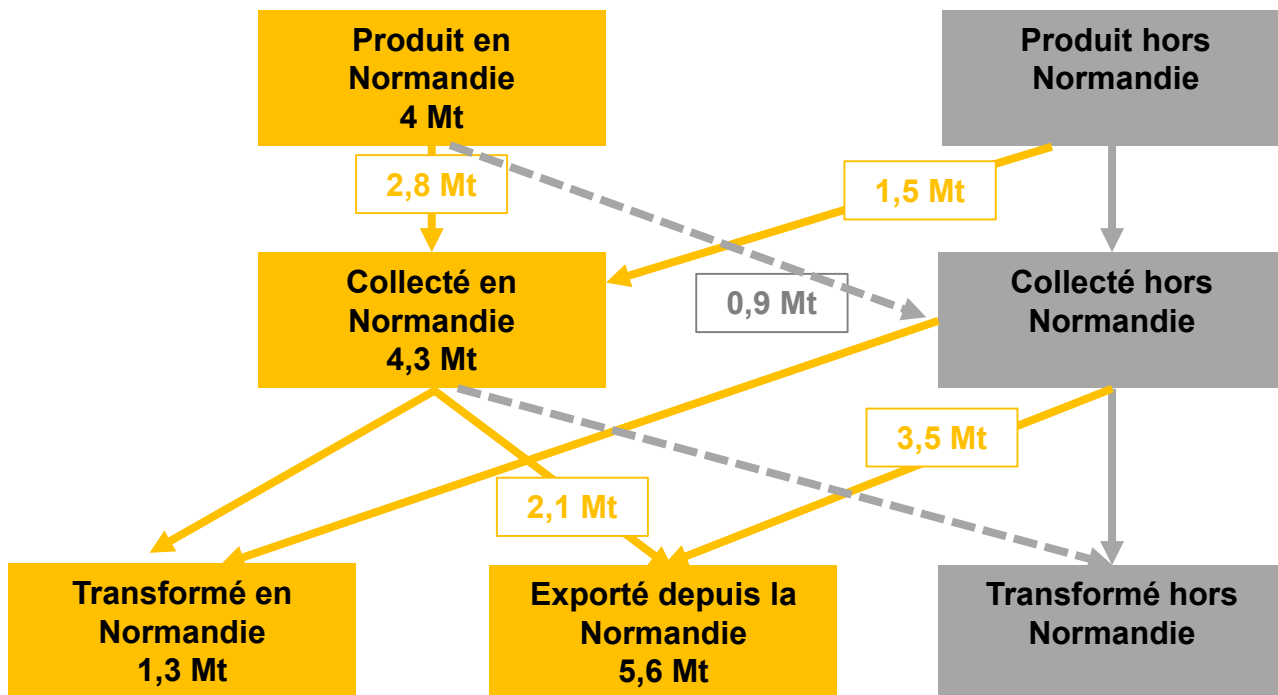 Produit en
Normandie
4 Mt
Produit hors
Normandie
2,8 Mt
1,5 Mt
Collecté en
Normandie
4,3 Mt
0,9 Mt
Collecté hors
Normandie
3,5 Mt
2,1 Mt
Transformé en
Normandie
1,3 Mt
Exporté depuis la
Normandie
5,6 Mt
Transformé hors
Normandie